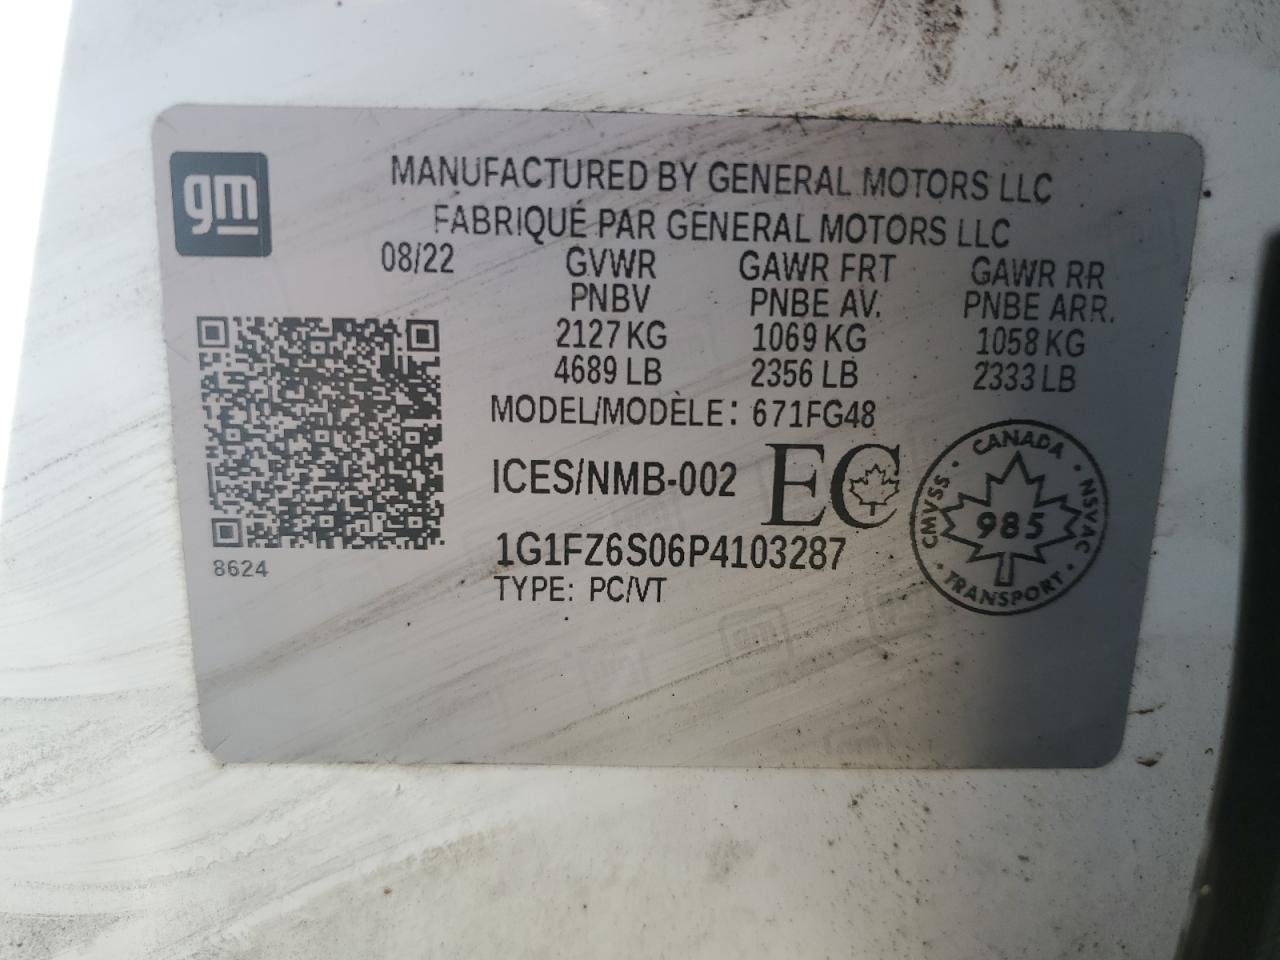 gm
MANUFACTURED BY GENERAL MOTORS LLC
FABRIQUÉ PAR GENERAL MOTORS LLC
08/22 GVWR GAWR FRT GAWR RR
PNBV PNBE AV. PNBE ARR.
2127 KG 1069 KG 1058 KG
4689 LB 2356 LB 2333 LB
MODEL/MODÈLE: 671FG48
ICES/NMB-002 EC
CANADA · NSVAC · TRANSPORT · CMVSS ·
985
1G1FZ6S06P4103287
8624
TYPE: PC/VT